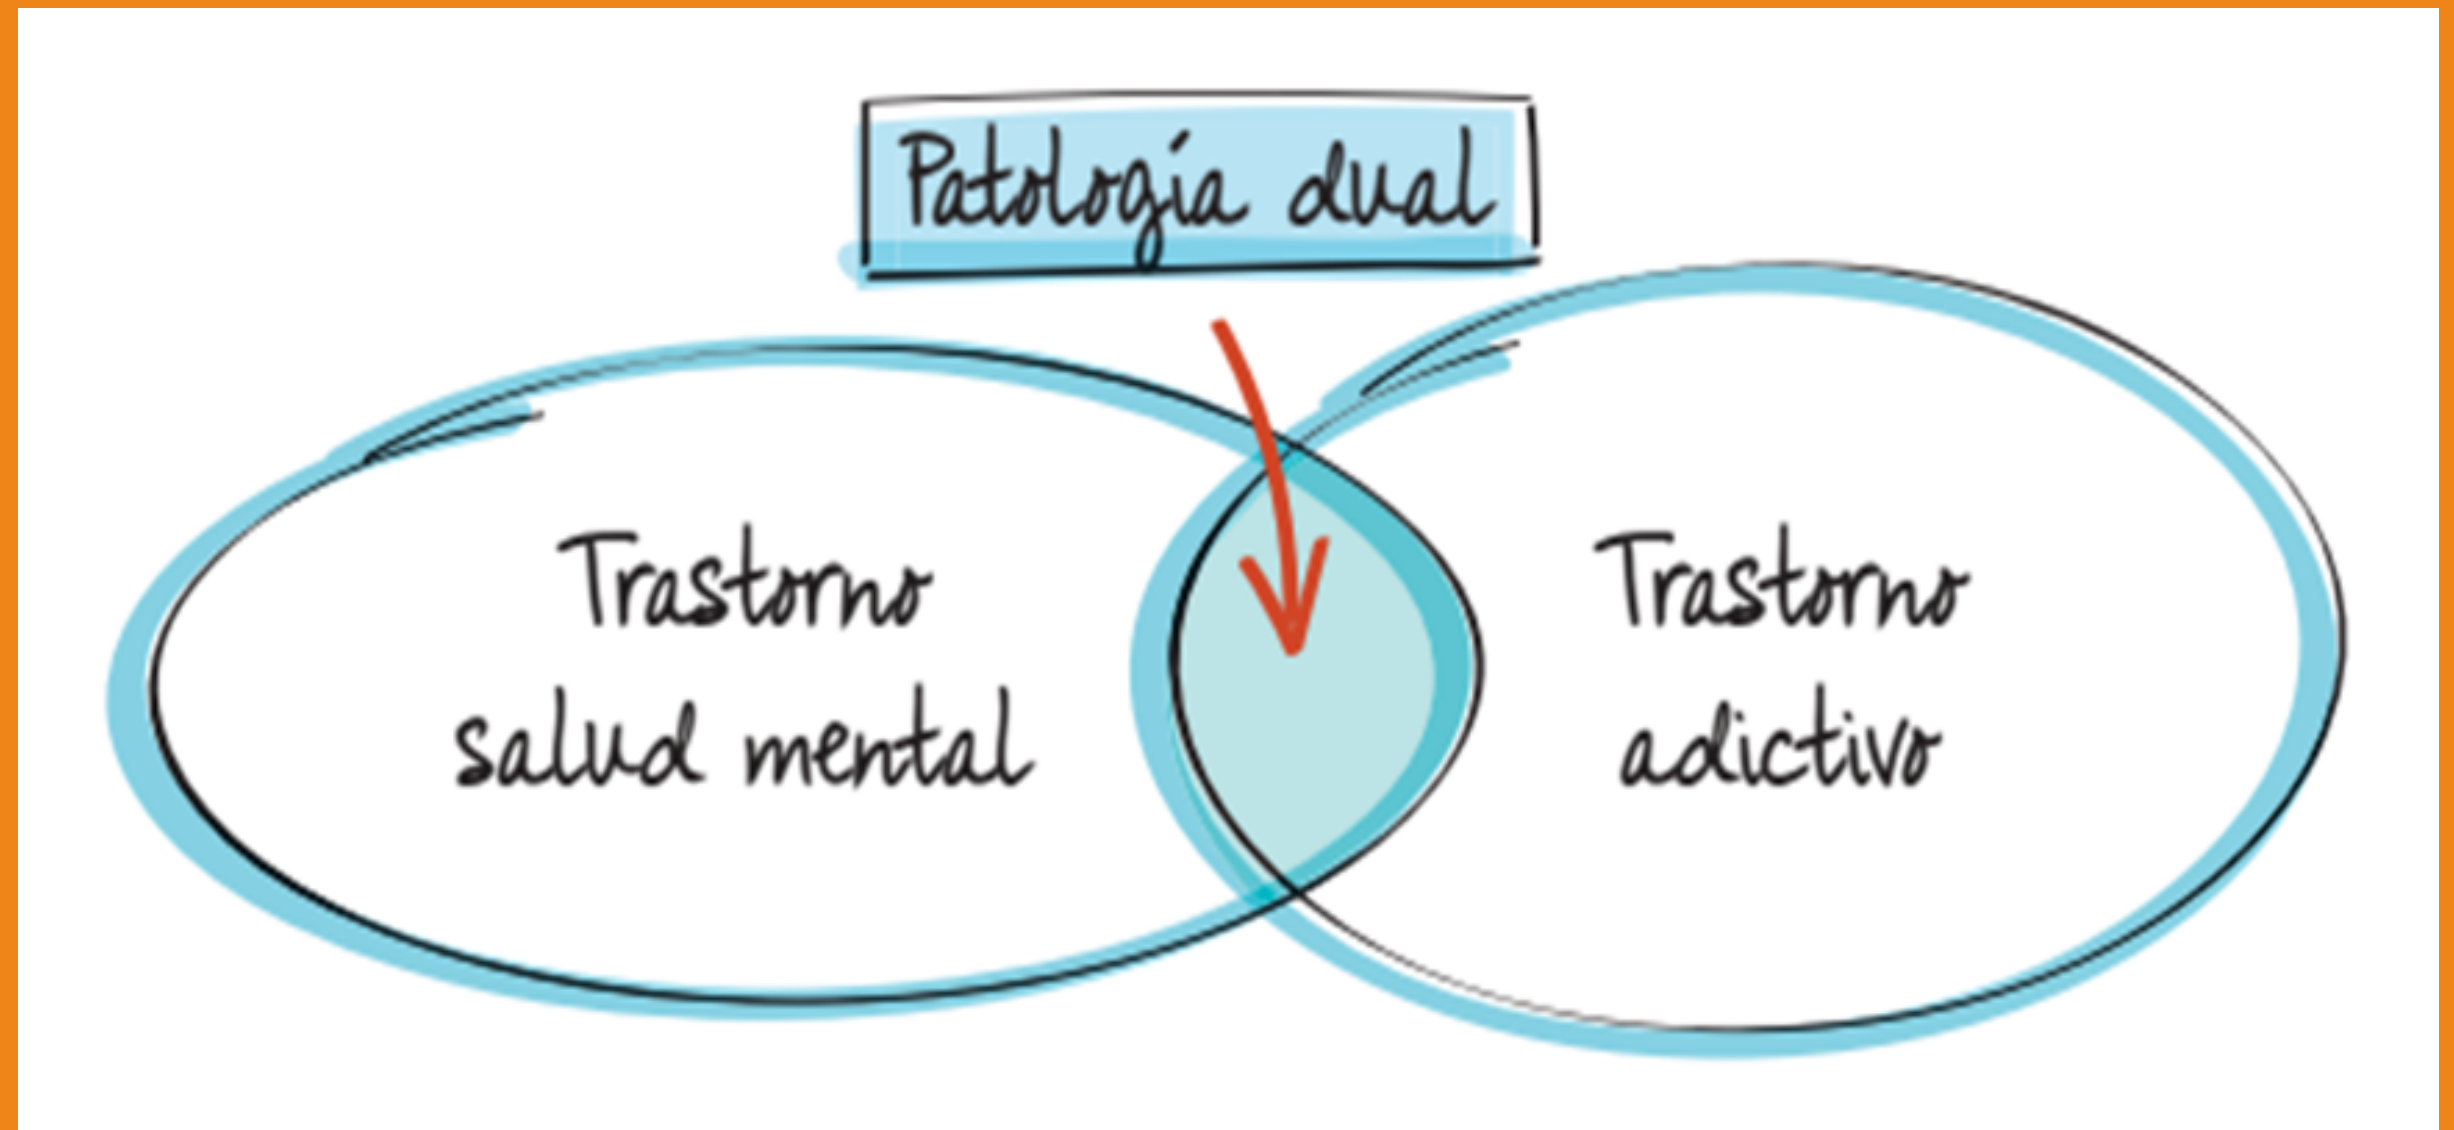 Patología dual
Trastorno
salud mental
Trastorno
adictivo